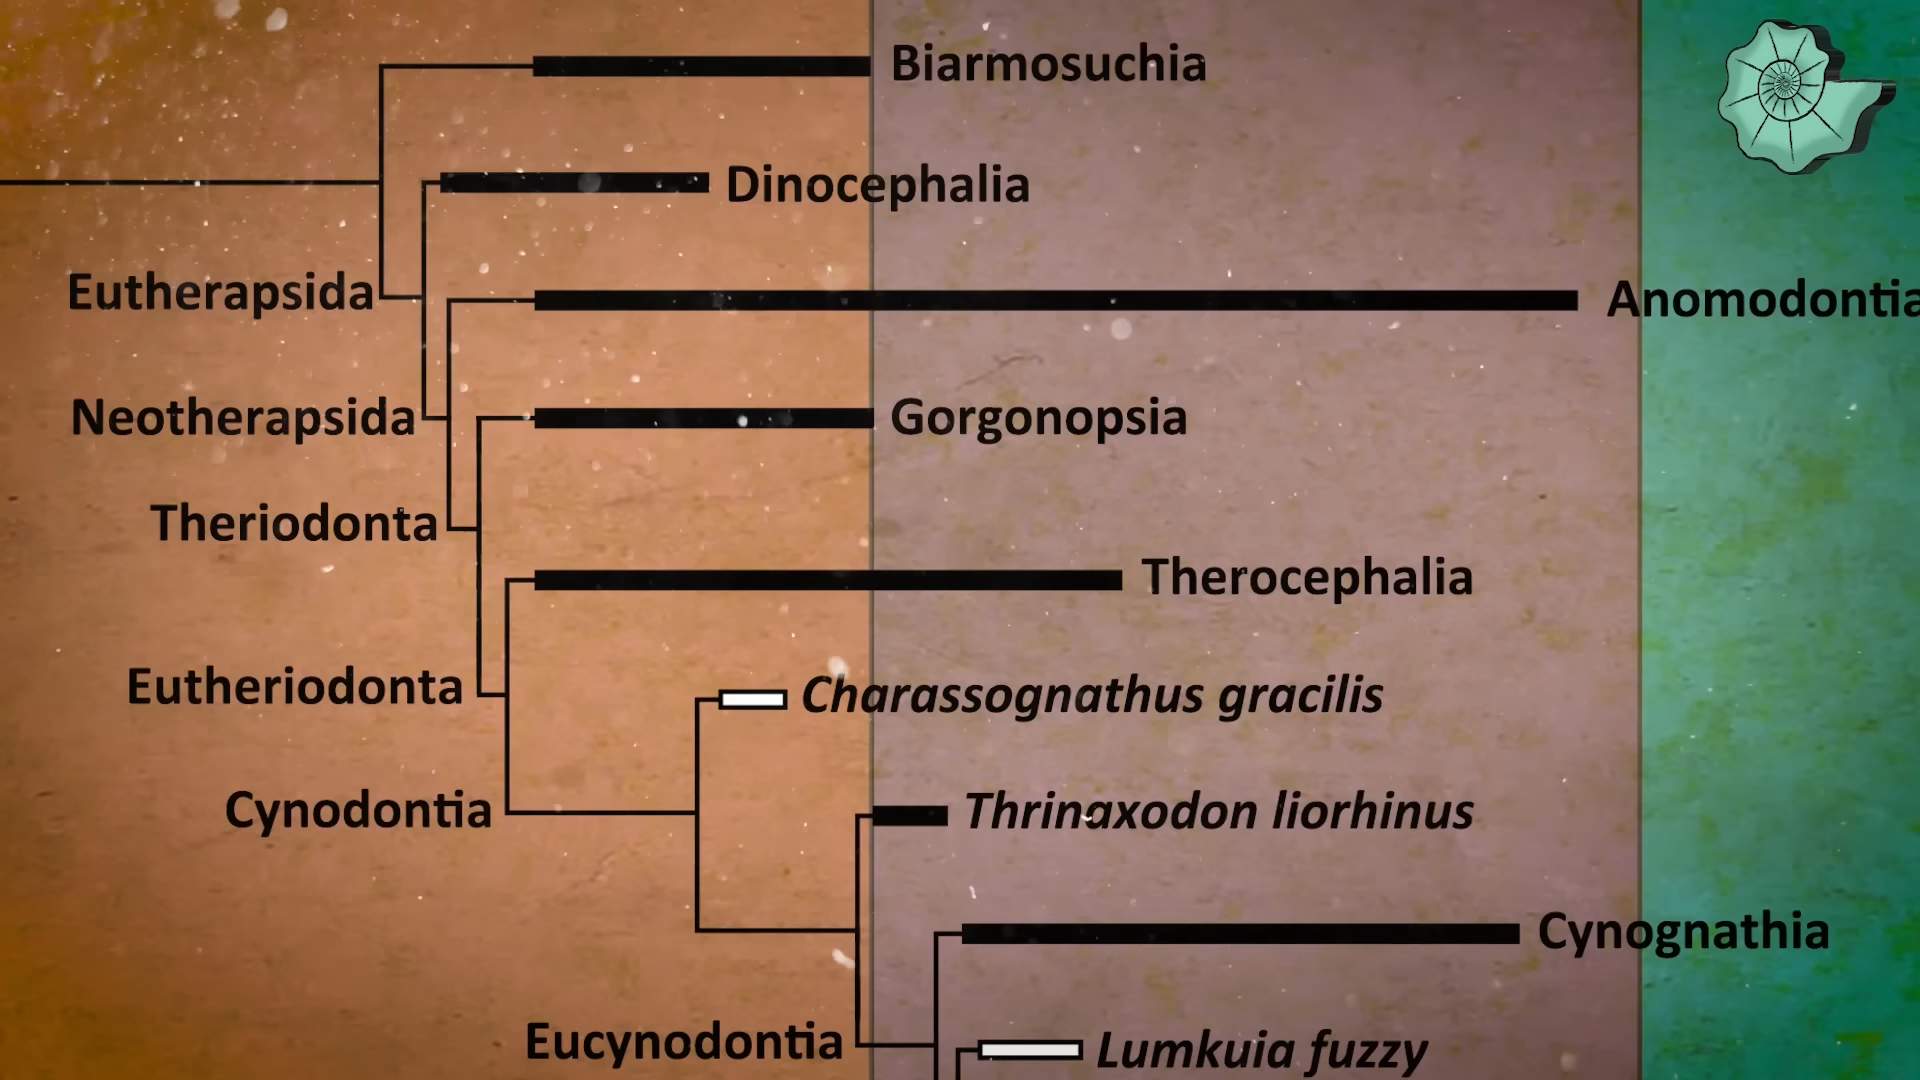 Biarmosuchia
Dinocephalia
Eutherapsida
Anomodontia
Neotherapsida
Gorgonopsia
Theriodonta
Therocephalia
Eutheriodonta
Charassognathus gracilis
Cynodontia
Thrinaxodon liorhinus
Cynognathia
Eucynodontia
Lumkuia fuzzy